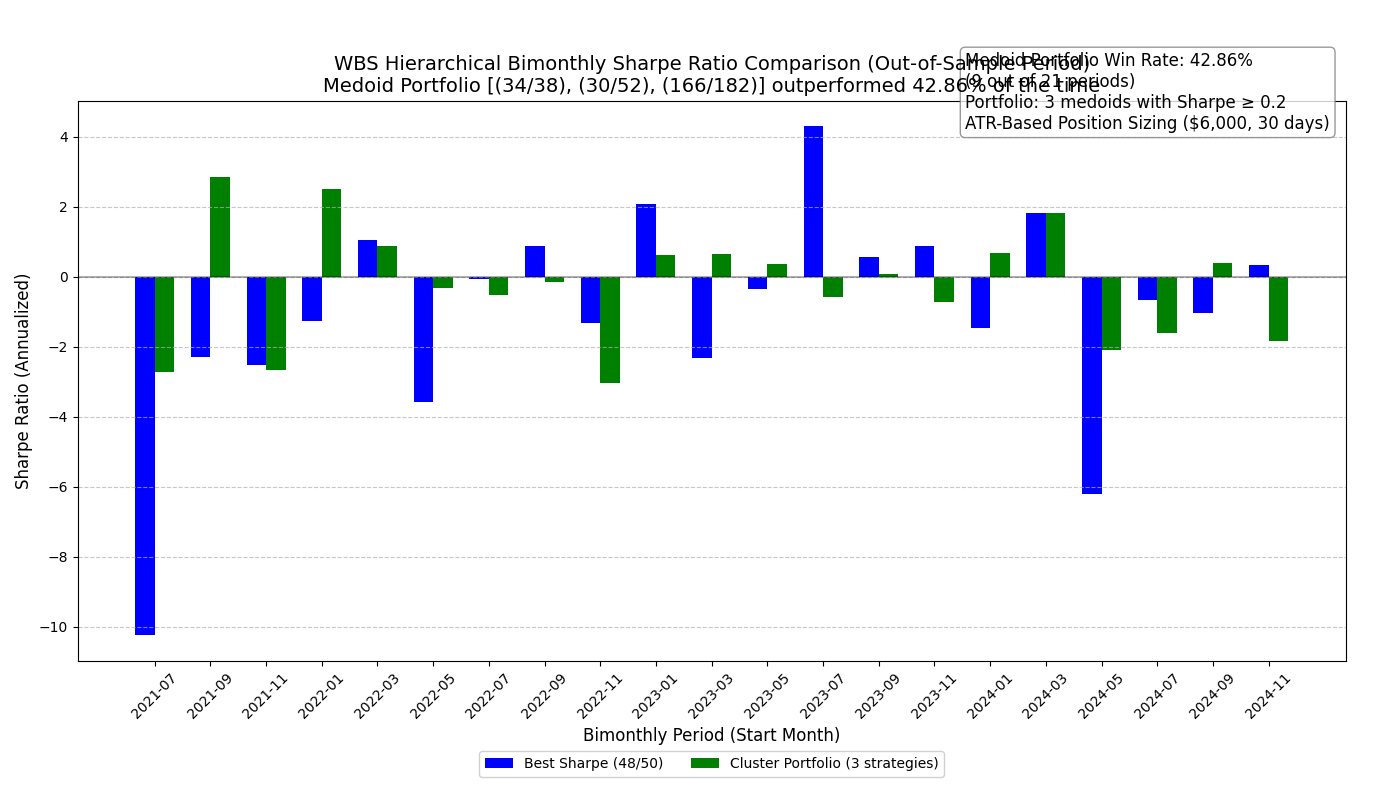 WBS Hierarchical Bimonthly Sharpe Ratio Comparison (Out-of-Sample Period)
Medoid Portfolio [(34/38), (30/52), (166/182)] outperformed 42.86% of the time
Medoid Portfolio Win Rate: 42.86%
(9 out of 21 periods)
Portfolio: 3 medoids with Sharpe ≥ 0.2
ATR-Based Position Sizing ($6,000, 30 days)
Sharpe Ratio (Annualized)
4
2
0
−2
−4
−6
−8
−10
2021-07
2021-09
2021-11
2022-01
2022-03
2022-05
2022-07
2022-09
2022-11
2023-01
2023-03
2023-05
2023-07
2023-09
2023-11
2024-01
2024-03
2024-05
2024-07
2024-09
2024-11
Bimonthly Period (Start Month)
Best Sharpe (48/50)
Cluster Portfolio (3 strategies)